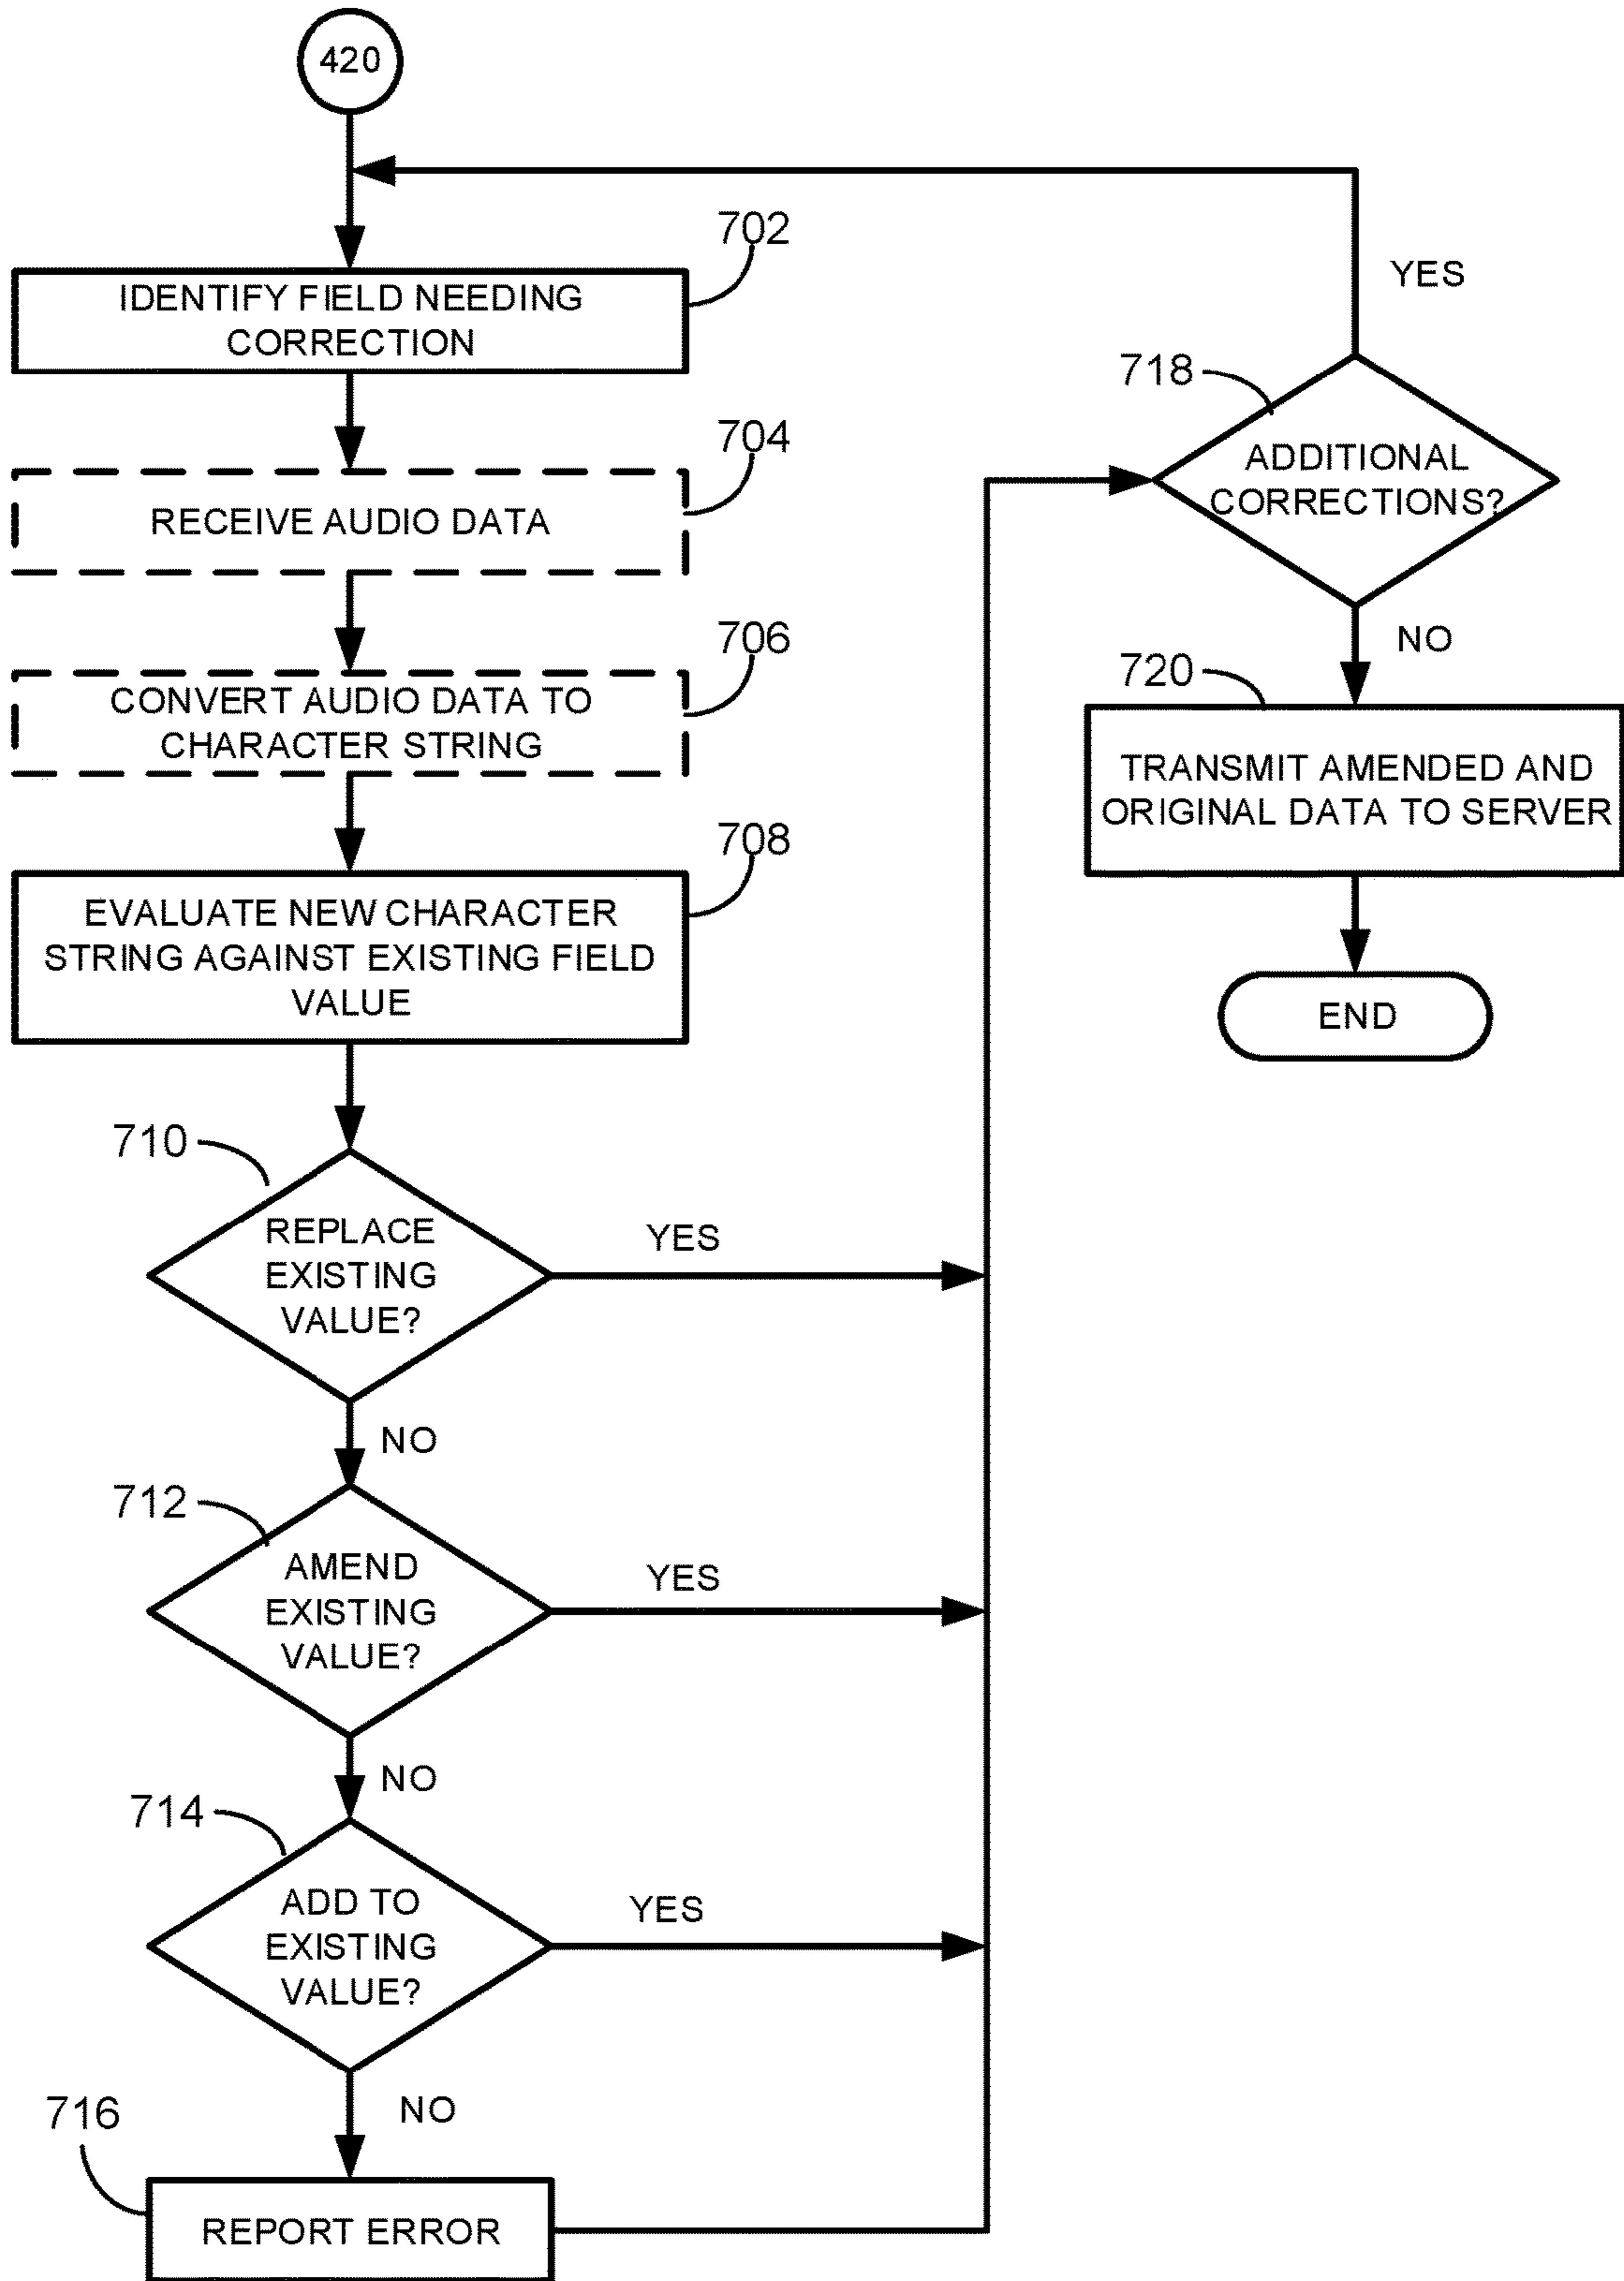 420
702
IDENTIFY FIELD NEEDING
CORRECTION
704
RECEIVE AUDIO DATA
706
CONVERT AUDIO DATA TO
CHARACTER STRING
708
EVALUATE NEW CHARACTER
STRING AGAINST EXISTING FIELD
VALUE
710
REPLACE
EXISTING
VALUE?
YES
NO
712
AMEND
EXISTING
VALUE?
YES
NO
714
ADD TO
EXISTING
VALUE?
YES
NO
716
REPORT ERROR
YES
718
ADDITIONAL
CORRECTIONS?
NO
720
TRANSMIT AMENDED AND
ORIGINAL DATA TO SERVER
END